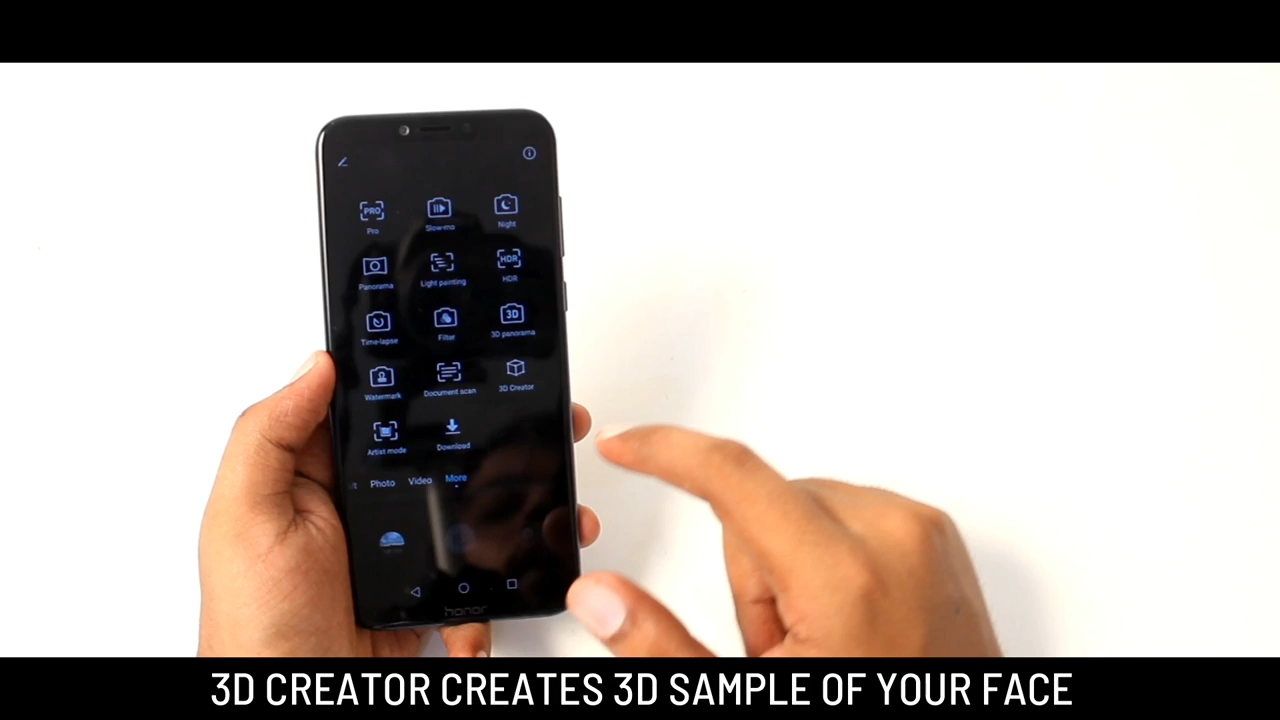 PRO
Pro
Slow-mo
Night
Panorama
Light painting
HDR
HDR
Time-lapse
Filter
3D
3D panorama
Watermark
Document scan
3D Creator
Artist mode
Download
Photo Video More
honor
3D CREATOR CREATES 3D SAMPLE OF YOUR FACE